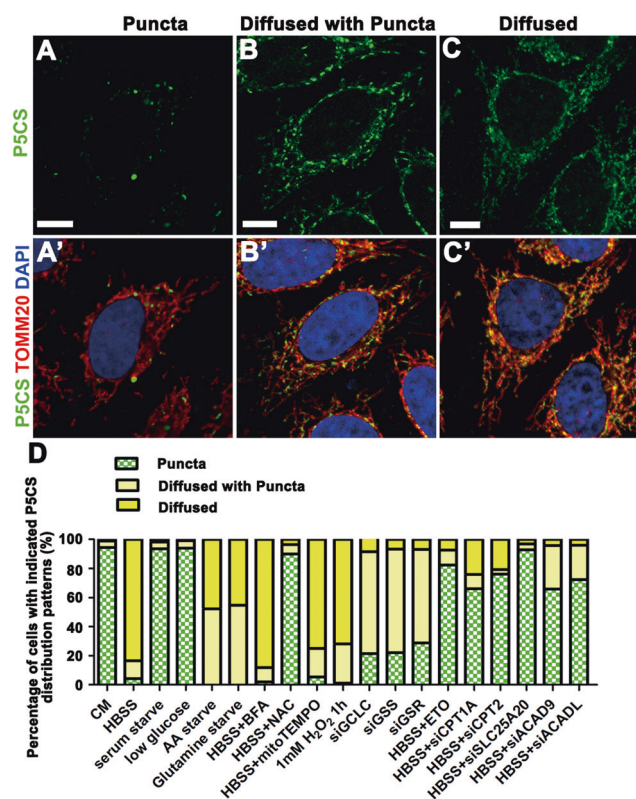 Puncta Diffused with Puncta Diffused
A B C
P5CS
A' B' C'
P5CS TOMM20 DAPI
D
Puncta
Diffused with Puncta
Diffused
Percentage of cells with indicated P5CS
distribution patterns (%)
100
80
60
40
20
0
CM
HBSS
serum starve
low glucose
AA starve
Glutamine starve
HBSS+BFA
HBSS+NAC
HBSS+mitoTEMPO
1mM H₂O₂ 1h
siGCLC
siGSS
siGSR
HBSS+ETO
HBSS+siCPT1A
HBSS+siCPT2
HBSS+siSLC25A20
HBSS+siACAD9
HBSS+siACADL